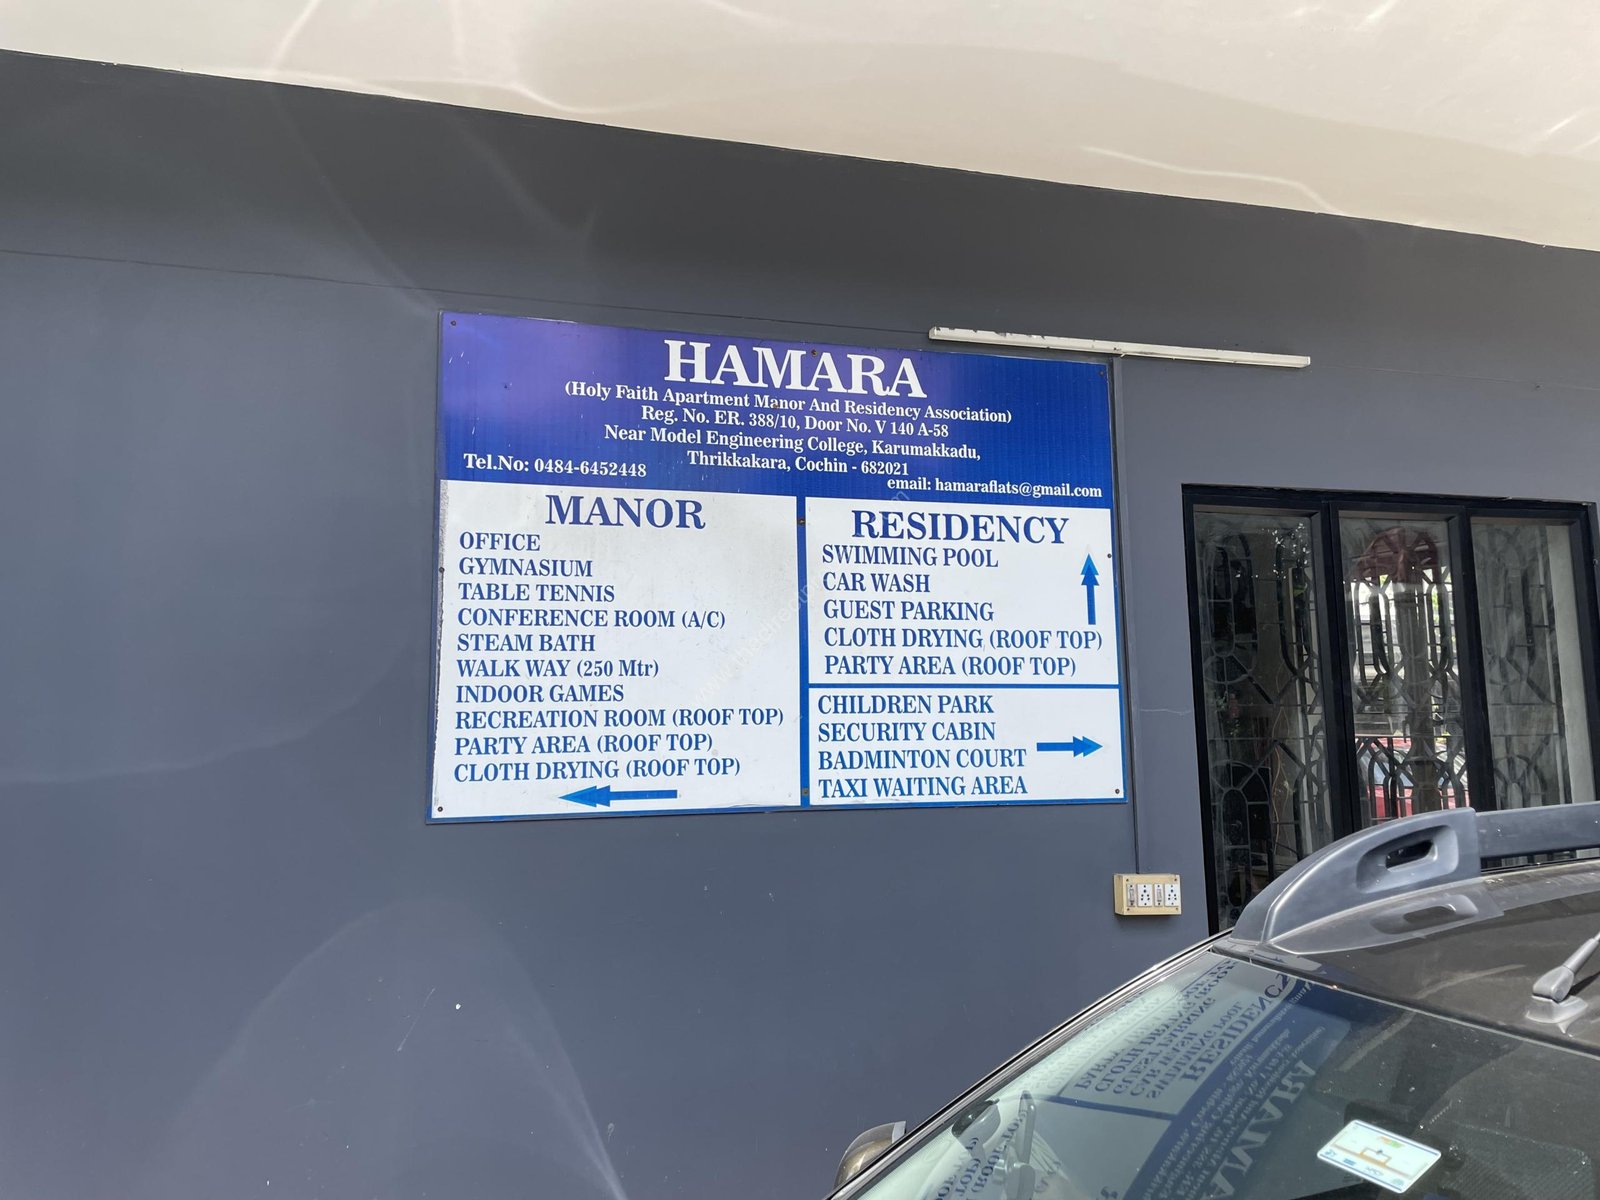 HAMARA
(Holy Faith Apartment Manor And Residency Association)
Reg. No. ER. 388/10, Door No. V 140 A-58
Near Model Engineering College, Karumakkadu,
Thrikkakara, Cochin - 682021
Tel.No: 0484-6452448
email: hamaraflats@gmail.com
MANOR
OFFICE
GYMNASIUM
TABLE TENNIS
CONFERENCE ROOM (A/C)
STEAM BATH
WALK WAY (250 Mtr)
INDOOR GAMES
RECREATION ROOM (ROOF TOP)
PARTY AREA (ROOF TOP)
CLOTH DRYING (ROOF TOP)
RESIDENCY
SWIMMING POOL
CAR WASH
GUEST PARKING
CLOTH DRYING (ROOF TOP)
PARTY AREA (ROOF TOP)
CHILDREN PARK
SECURITY CABIN
BADMINTON COURT
TAXI WAITING AREA